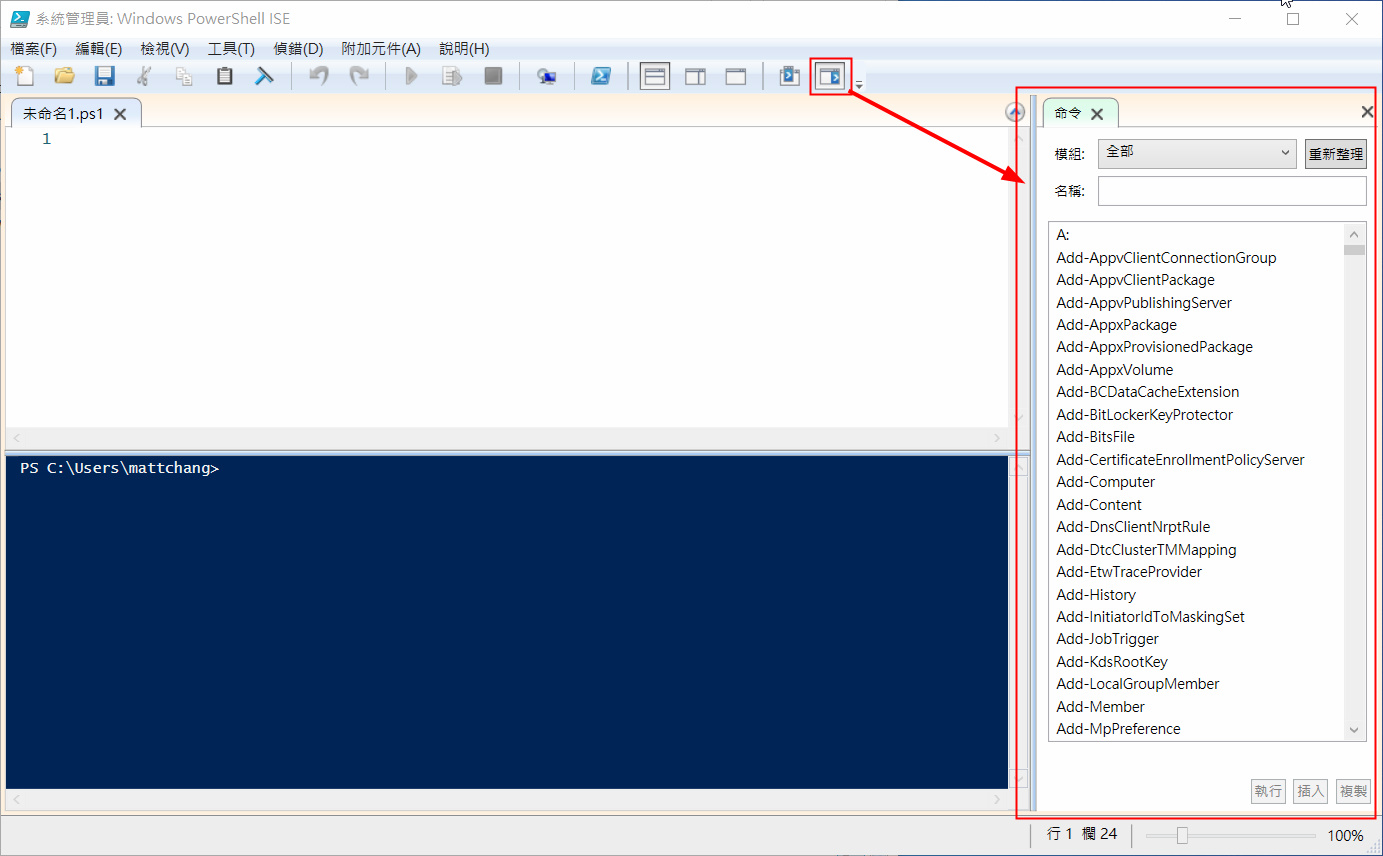 系統管理員: Windows PowerShell ISE
檔案(F) 編輯(E) 檢視(V) 工具(T) 偵錯(D) 附加元件(A) 說明(H)
未命名1.ps1
1
PS C:\Users\mattchang>
命令
模組: 全部 重新整理
名稱:
A:
Add-AppvClientConnectionGroup
Add-AppvClientPackage
Add-AppvPublishingServer
Add-AppxPackage
Add-AppxProvisionedPackage
Add-AppxVolume
Add-BCDataCacheExtension
Add-BitLockerKeyProtector
Add-BitsFile
Add-CertificateEnrollmentPolicyServer
Add-Computer
Add-Content
Add-DnsClientNrptRule
Add-DtcClusterTMMapping
Add-EtwTraceProvider
Add-History
Add-InitiatorIdToMaskingSet
Add-JobTrigger
Add-KdsRootKey
Add-LocalGroupMember
Add-Member
Add-MpPreference
執行 插入 複製
行 1 欄 24 100%